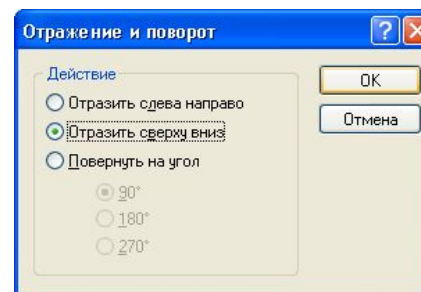 Отражение и поворот
Действие
Отразить слева направо
Отразить сверху вниз
Повернуть на угол
90°
180°
270°
OK
Отмена